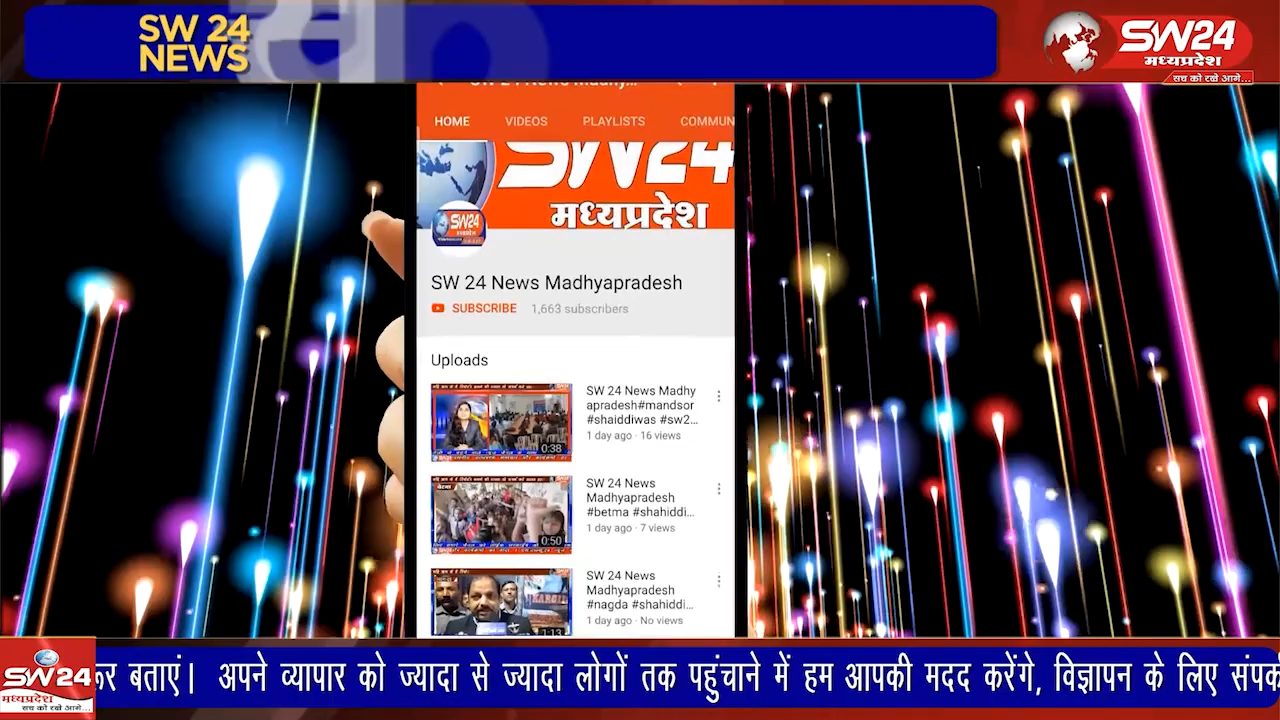 SW 24
NEWS
SW24
मध्यप्रदेश
सच को रखे आगे...
HOME VIDEOS PLAYLISTS COMMUN
SW24
मध्यप्रदेश
SW24
SW 24 News Madhyapradesh
SUBSCRIBE 1,663 subscribers
Uploads
SW 24 News Madhy
apradesh#mandsor
#shaiddiwas #sw2...
1 day ago · 16 views
0:38
SW 24 News
Madhyapradesh
#betma #shahiddi...
1 day ago · 7 views
0:50
SW 24 News
Madhyapradesh
#nagda #shahiddi...
1 day ago · No views
1:13
SW24
मध्यप्रदेश
सच को रखे आगे...
बताएं। अपने व्यापार को ज्यादा से ज्यादा लोगों तक पहुंचाने में हम आपकी मदद करेंगे, विज्ञापन के लिए संपक